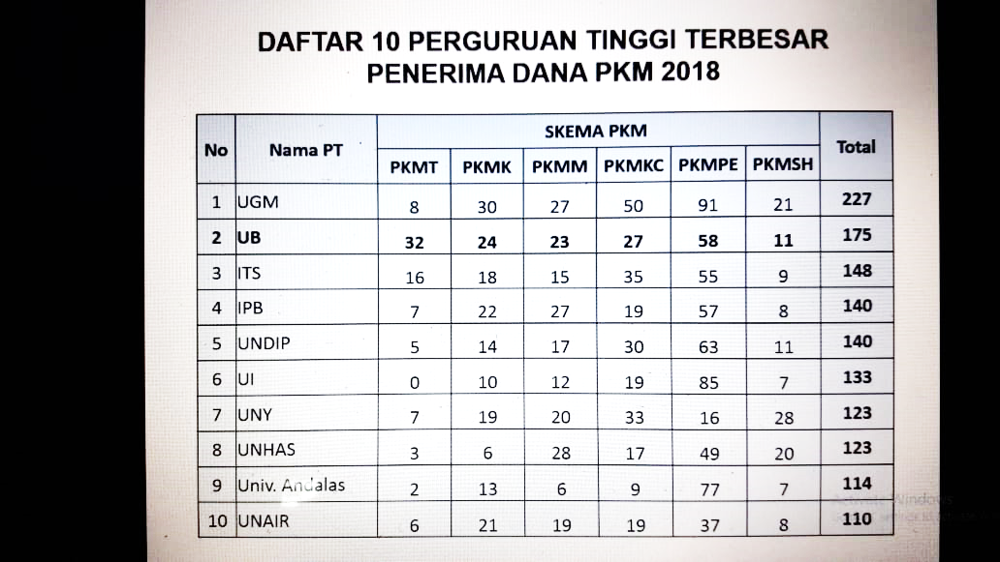 DAFTAR 10 PERGURUAN TINGGI TERBESAR
PENERIMA DANA PKM 2018
No Nama PT SKEMA PKM Total
PKMT PKMK PKMM PKMKC PKMPE PKMSH
1 UGM 8 30 27 50 91 21 227
2 UB 32 24 23 27 58 11 175
3 ITS 16 18 15 35 55 9 148
4 IPB 7 22 27 19 57 8 140
5 UNDIP 5 14 17 30 63 11 140
6 UI 0 10 12 19 85 7 133
7 UNY 7 19 20 33 16 28 123
8 UNHAS 3 6 28 17 49 20 123
9 Univ. Andalas 2 13 6 9 77 7 114
10 UNAIR 6 21 19 19 37 8 110
Activate Windows